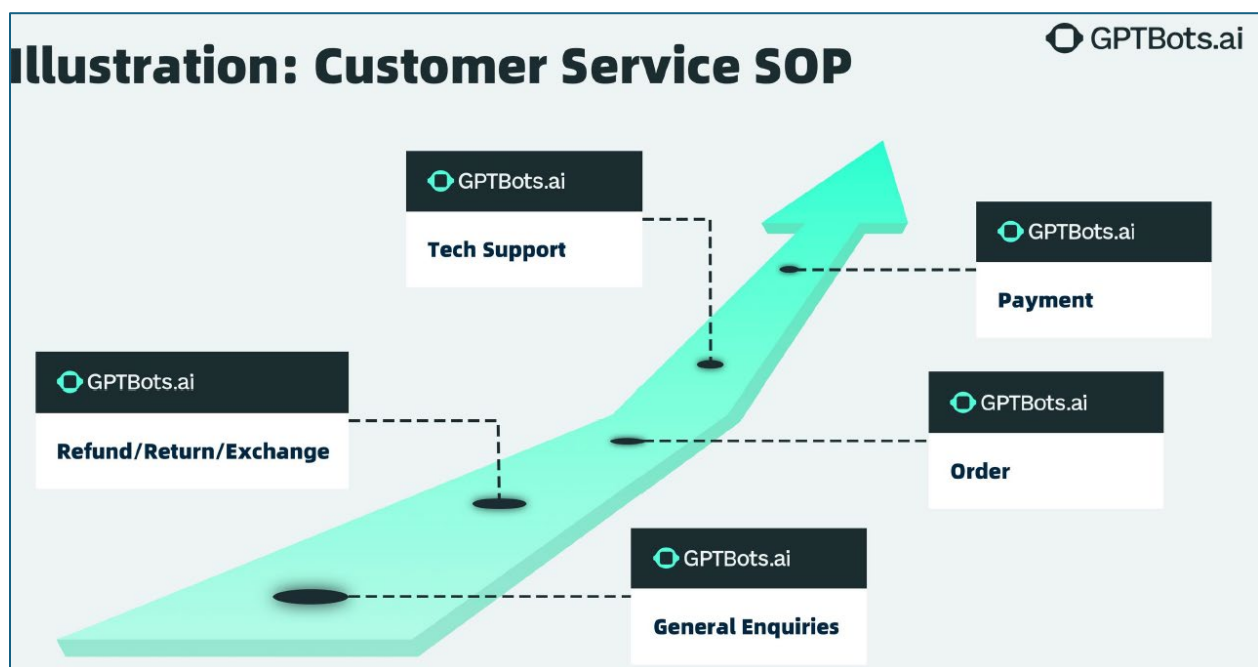 GPTBots.ai
Illustration: Customer Service SOP
GPTBots.ai
Tech Support
GPTBots.ai
Payment
GPTBots.ai
Refund/Return/Exchange
GPTBots.ai
Order
GPTBots.ai
General Enquiries